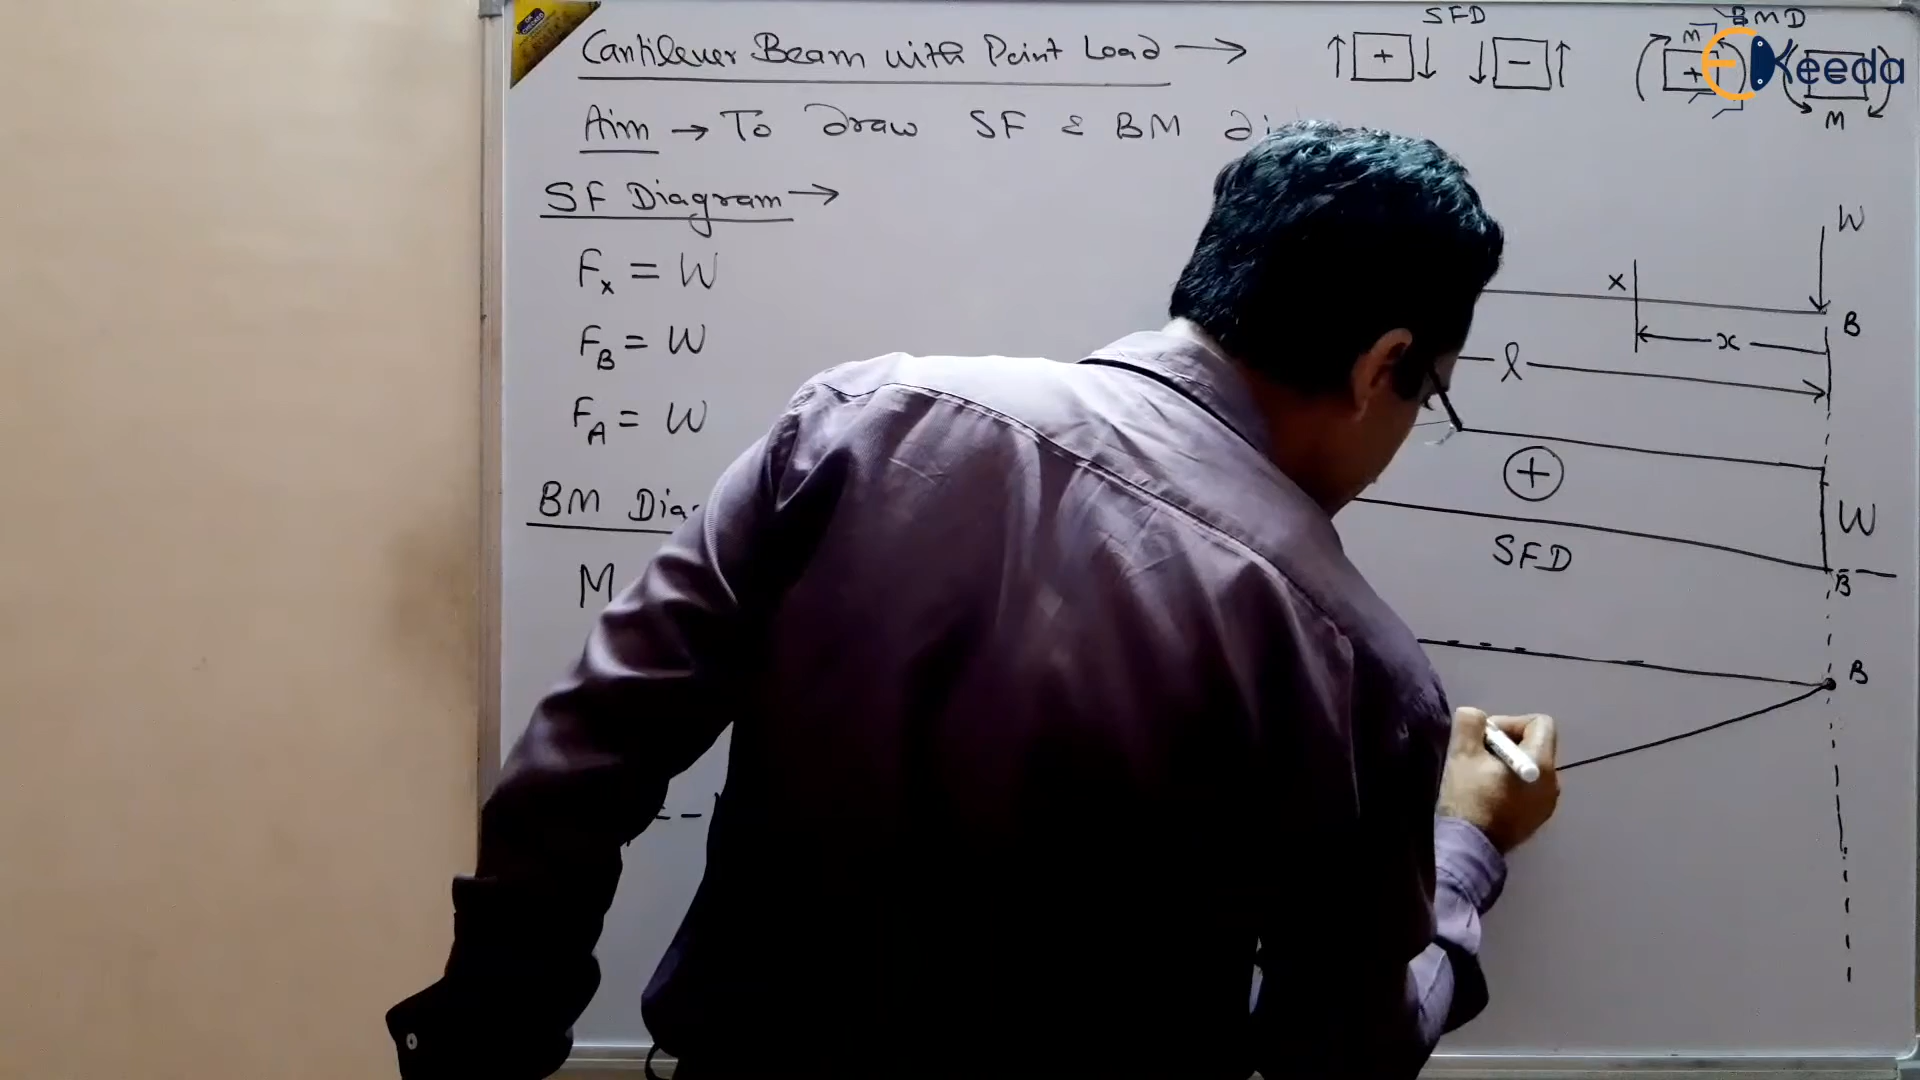 Cantilever Beam with Point Load →
Aim → To Draw SF & BM
SF Diagram →
Fx = W
FB = W
FA = W
BM
M
SFD
+
-
BMD
M
+
M
EKeeda
W
x
B
x
l
+
W
SFD
B
B